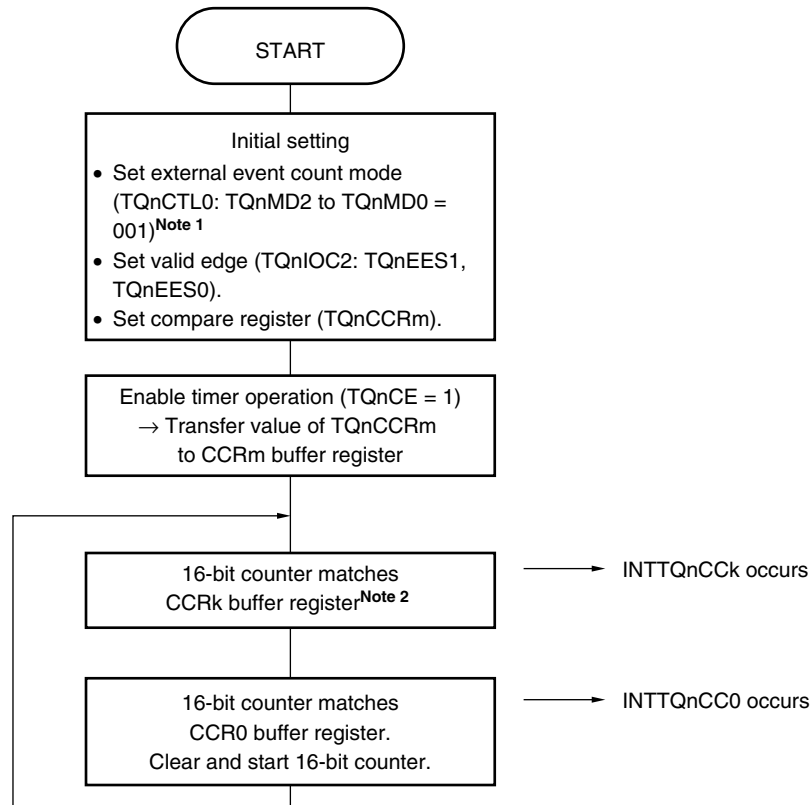 START
Initial setting
• Set external event count mode
(TQnCTL0: TQnMD2 to TQnMD0 =
001)Note 1
• Set valid edge (TQnIOC2: TQnEES1,
TQnEES0).
• Set compare register (TQnCCRm).
Enable timer operation (TQnCE = 1)
→ Transfer value of TQnCCRm
to CCRm buffer register
16-bit counter matches
CCRk buffer registerNote 2
INTTQnCCk occurs
16-bit counter matches
CCR0 buffer register.
Clear and start 16-bit counter.
INTTQnCC0 occurs